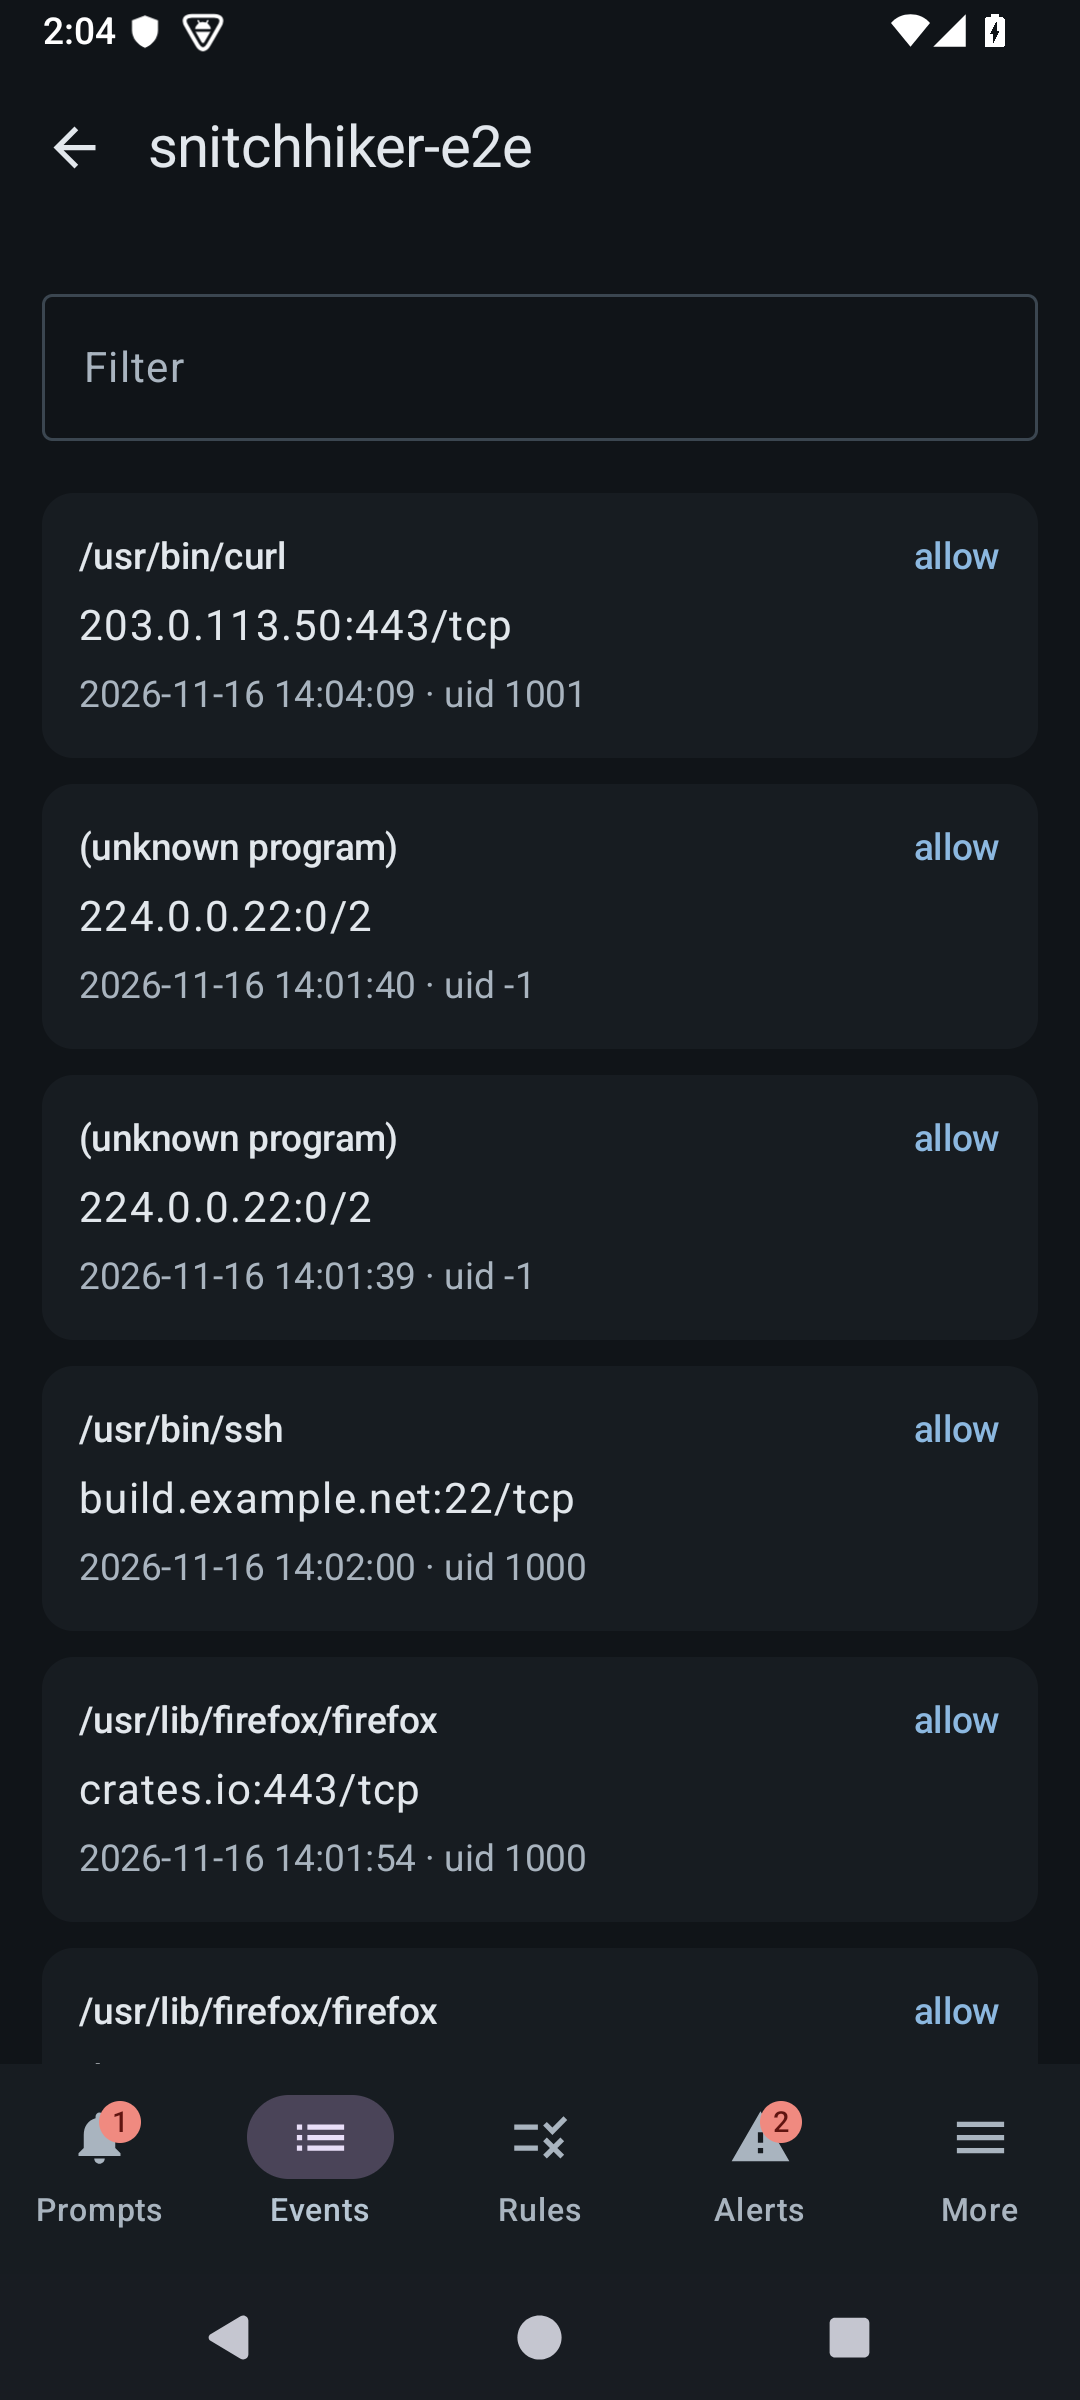 2:04
snitchhiker-e2e
Filter
/usr/bin/curl allow
203.0.113.50:443/tcp
2026-11-16 14:04:09 · uid 1001
(unknown program) allow
224.0.0.22:0/2
2026-11-16 14:01:40 · uid -1
(unknown program) allow
224.0.0.22:0/2
2026-11-16 14:01:39 · uid -1
/usr/bin/ssh allow
build.example.net:22/tcp
2026-11-16 14:02:00 · uid 1000
/usr/lib/firefox/firefox allow
crates.io:443/tcp
2026-11-16 14:01:54 · uid 1000
/usr/lib/firefox/firefox allow
1 2
Prompts Events Rules Alerts More